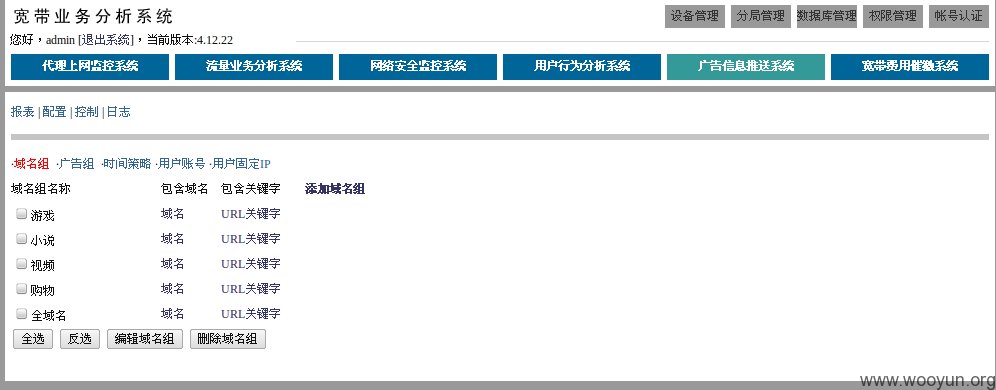 宽带业务分析系统
设备管理 分局管理 数据库管理 权限管理 帐号认证
您好，admin [退出系统]，当前版本:4.12.22
代理上网监控系统 流量业务分析系统 网络安全监控系统 用户行为分析系统 广告信息推送系统 宽带费用催缴系统
报表 | 配置 | 控制 | 日志
·域名组 ·广告组 ·时间策略 ·用户账号 ·用户固定IP
域名组名称 包含域名 包含关键字 添加域名组
游戏 域名 URL关键字
小说 域名 URL关键字
视频 域名 URL关键字
购物 域名 URL关键字
全域名 域名 URL关键字
全选 反选 编辑域名组 删除域名组
www.wooyun.org